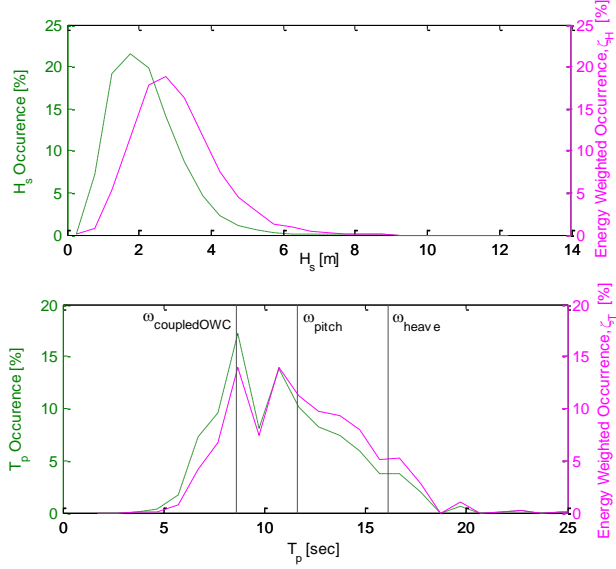 25
20
15
10
5
0
H_s Occurence [%]
25
20
15
10
5
0
Energy Weighted Occurrence, ζ_H [%]
0 2 4 6 8 10 12 14
H_s [m]
20
15
10
5
0
T_p Occurence [%]
ω_coupledOWC ω_pitch ω_heave
20
15
10
5
0
Energy Weighted Occurrence, ζ_T [%]
0 5 10 15 20 25
T_p [sec]